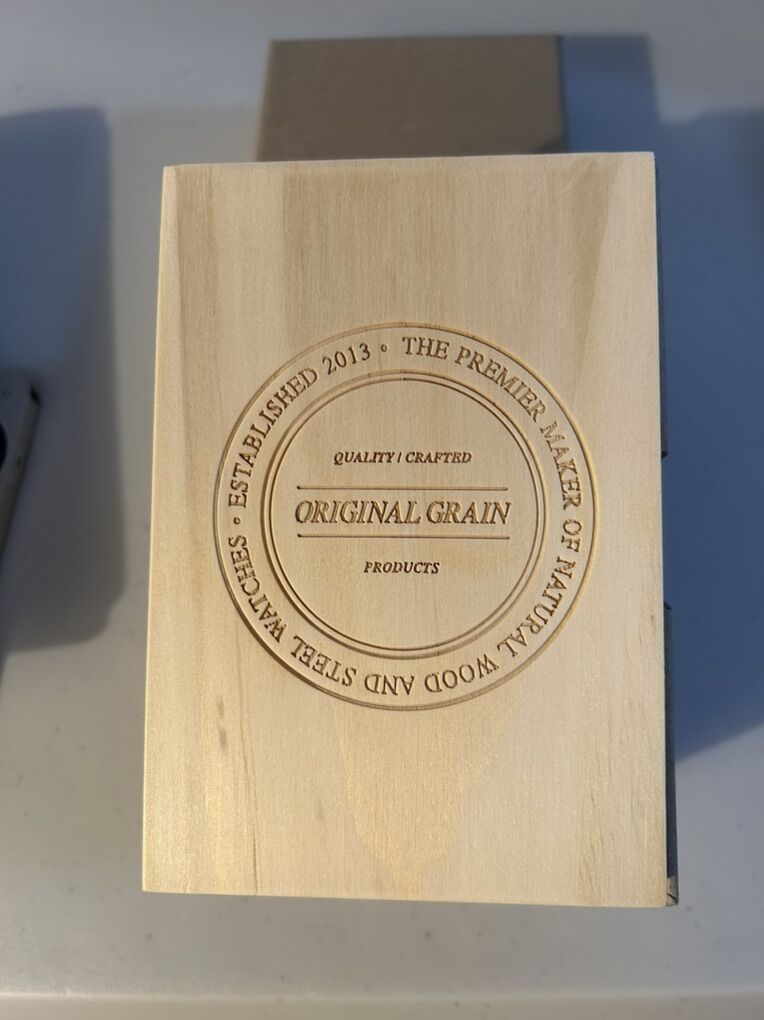 THE PREMIER MAKER OF NATURAL WOOD AND STEEL WATCHES • ESTABLISHED 2013 •
QUALITY / CRAFTED
ORIGINAL GRAIN
PRODUCTS